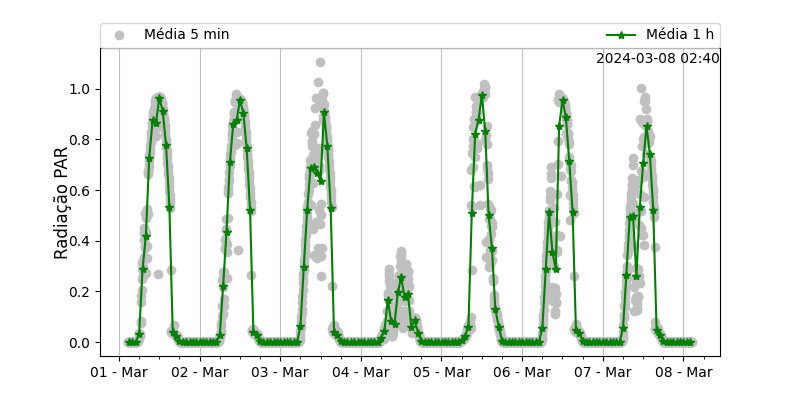 Média 5 min
Média 1 h
2024-03-08 02:40
Radiação PAR
1.0
0.8
0.6
0.4
0.2
0.0
01 - Mar
02 - Mar
03 - Mar
04 - Mar
05 - Mar
06 - Mar
07 - Mar
08 - Mar